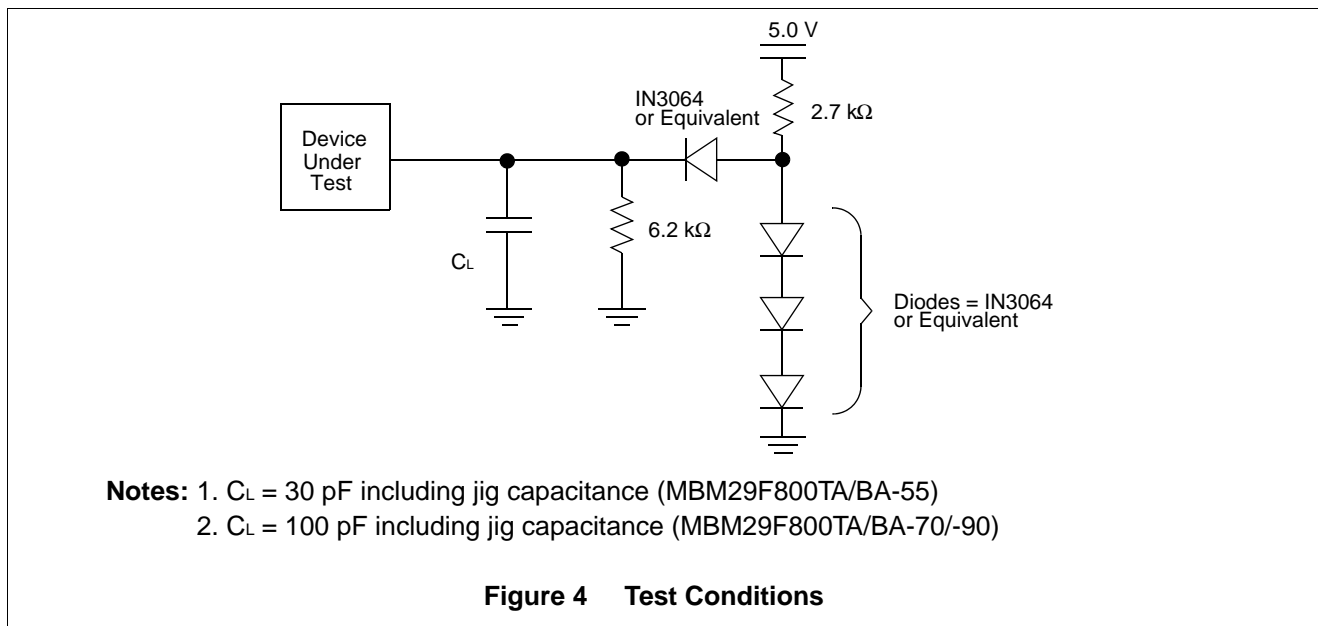 5.0 V
IN3064
or Equivalent
2.7 kΩ
Device
Under
Test
6.2 kΩ
CL
Diodes = IN3064
or Equivalent
Notes: 1. CL = 30 pF including jig capacitance (MBM29F800TA/BA-55)
2. CL = 100 pF including jig capacitance (MBM29F800TA/BA-70/-90)
Figure 4 Test Conditions